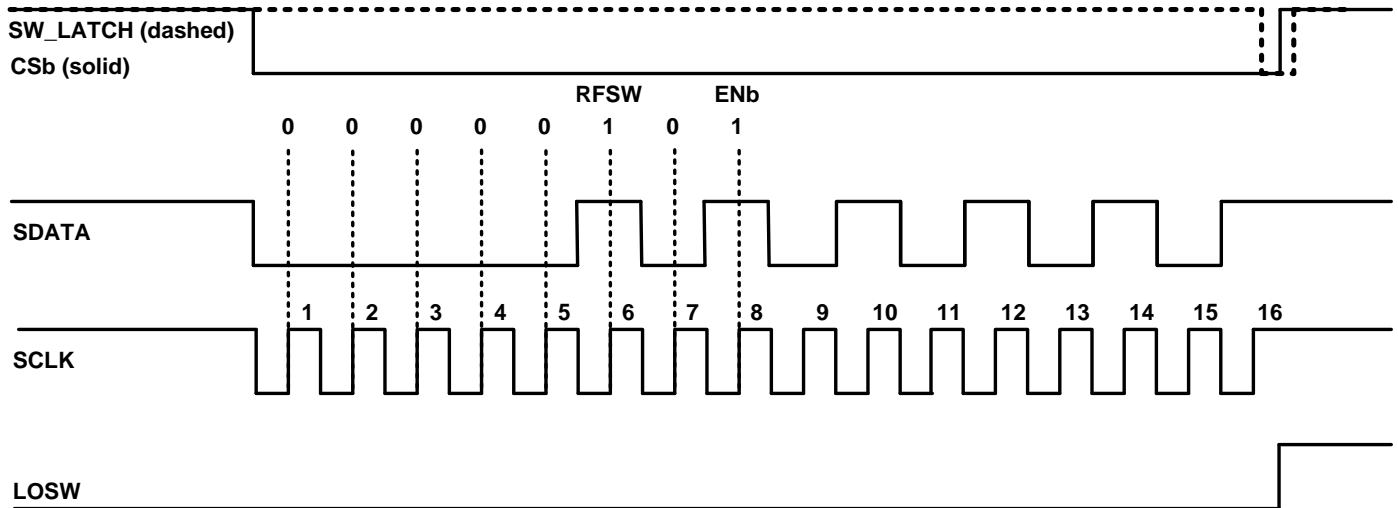 SW_LATCH (dashed)
CSb (solid)
RFSW ENb
0 0 0 0 0 1 0 1
SDATA
1 2 3 4 5 6 7 8 9 10 11 12 13 14 15 16
SCLK
LOSW